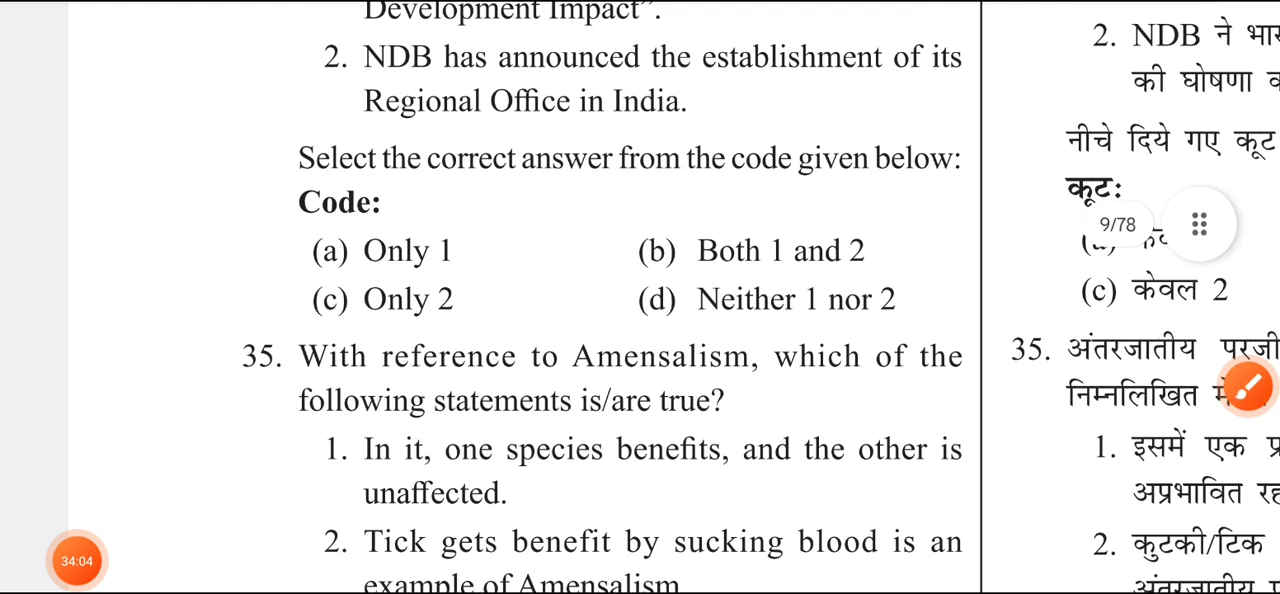 Development Impact".
2. NDB has announced the establishment of its
Regional Office in India.
Select the correct answer from the code given below:
Code:
(a) Only 1 (b) Both 1 and 2
(c) Only 2 (d) Neither 1 nor 2
35. With reference to Amensalism, which of the
following statements is/are true?
1. In it, one species benefits, and the other is
unaffected.
2. Tick gets benefit by sucking blood is an
example of Amensalism
2. NDB ने
की घोषणा
नीचे दिये गए कूट
कूटः
9/78
(c) केवल 2
35. अंतरजातीय
निम्नलिखित
1. इसमें एक
अप्रभावित
2. कुटकी/टिक
अंतरजातीय
34:04